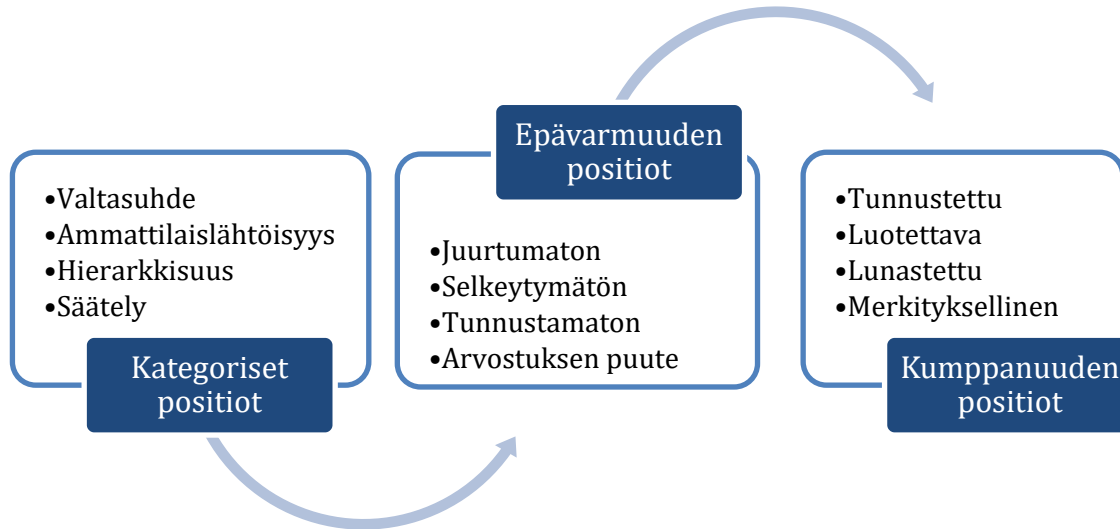 •Valtasuhde
•Ammattilaislähtöisyys
•Hierarkkisuus
•Säätely
Kategoriset
positiot
Epävarmuuden
positiot
•Juurtumaton
•Selkeytymätön
•Tunnustamaton
•Arvostuksen puute
•Tunnustettu
•Luotettava
•Lunastettu
•Merkityksellinen
Kumppanuuden
positiot